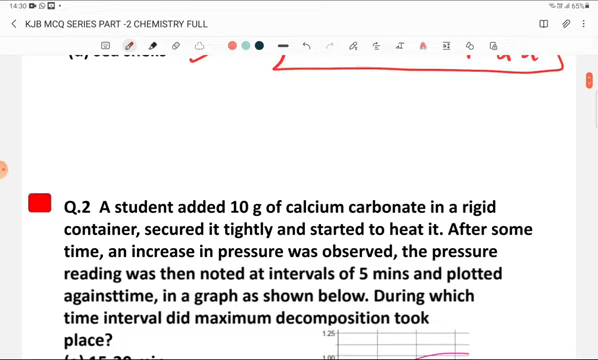 14:30
65%
KJB MCQ SERIES PART -2 CHEMISTRY FULL
Q.2 A student added 10 g of calcium carbonate in a rigid
container, secured it tightly and started to heat it. After some
time, an increase in pressure was observed, the pressure
reading was then noted at intervals of 5 mins and plotted
againsttime, in a graph as shown below. During which
time interval did maximum decomposition took
place?
1.25
1.00